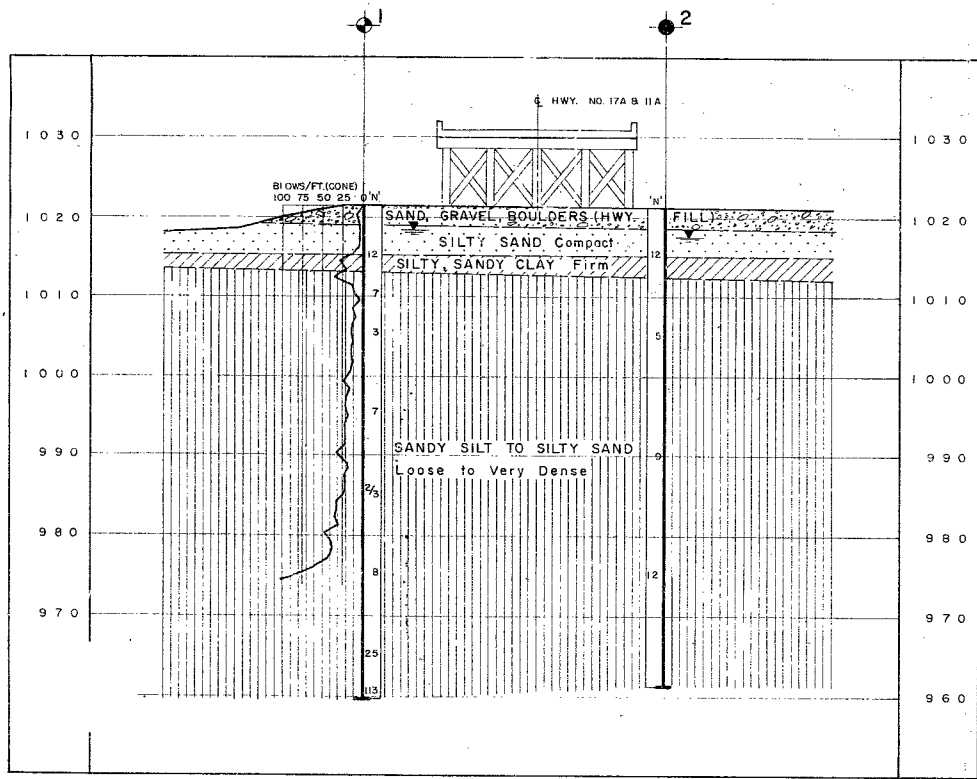 1 2
℄ HWY. NO. 17A & 11A
1030 1030
BLOWS/FT.(CONE)
100 75 50 25 0 'N' 'N'
1020 SAND, GRAVEL, BOULDERS (HWY. FILL) 1020
SILTY SAND Compact
12 12
SILTY, SANDY CLAY Firm
7
1010 1010
3 5
1000 1000
7
SANDY SILT TO SILTY SAND
990 9 990
Loose to Very Dense
2/3
980 980
8 12
970 970
25
113
960